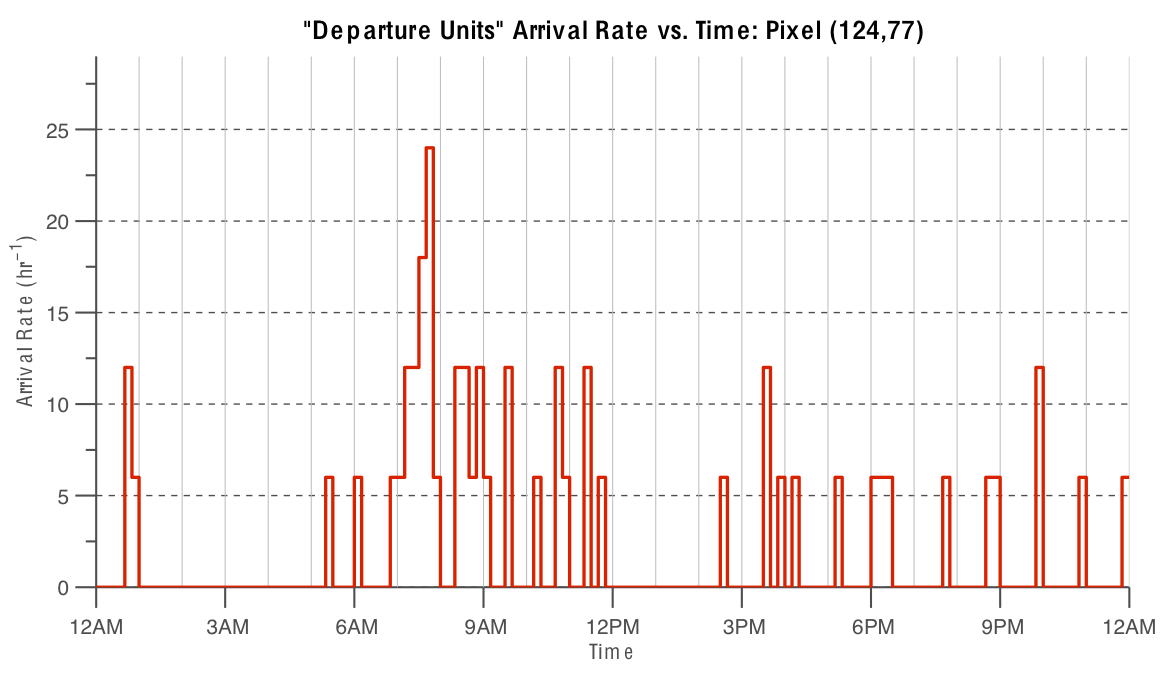 "Departure Units" Arrival Rate vs. Time: Pixel (124,77)
Arrival Rate (hr⁻¹)
25
20
15
10
5
0
12AM 3AM 6AM 9AM 12PM 3PM 6PM 9PM 12AM
Time